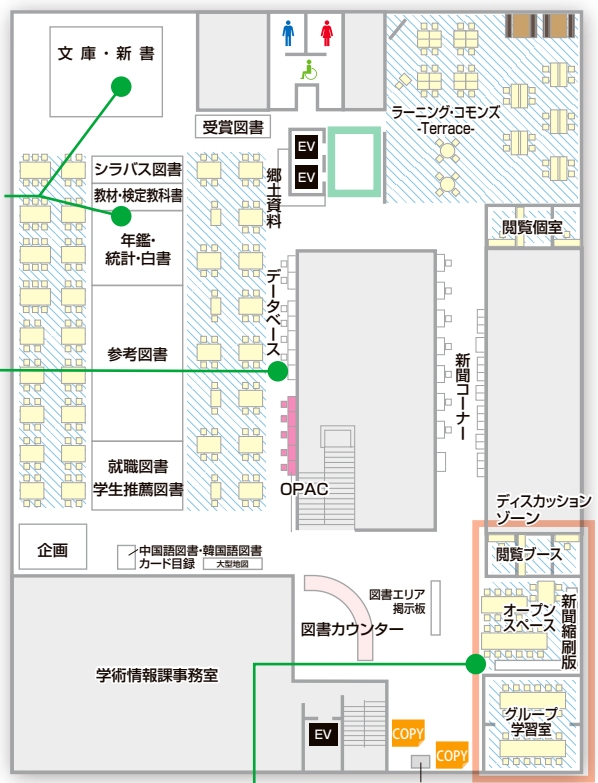 文庫・新書
受賞図書
ラーニング・コモンズ
-Terrace-
EV
EV
郷土資料
シラバス図書
教材・検定教科書
年鑑・
統計・白書
閲覧個室
データベース
参考図書
新聞コーナー
就職図書
学生推薦図書
OPAC
ディスカッション
ゾーン
企画
中国語図書・韓国語図書
カード目録
大型地図
閲覧ブース
図書エリア
掲示板
オープン
スペース
新聞縮刷版
図書カウンター
学術情報課事務室
グループ
学習室
EV
COPY
COPY